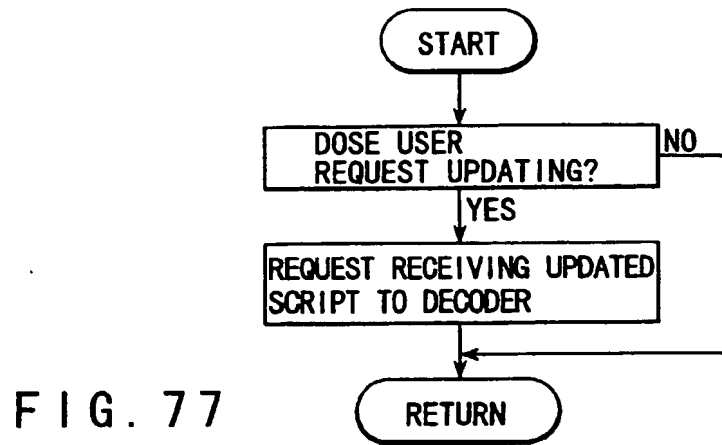 START
DOSE USER
REQUEST UPDATING?
NO
YES
REQUEST RECEIVING UPDATED
SCRIPT TO DECODER
RETURN
FIG. 77